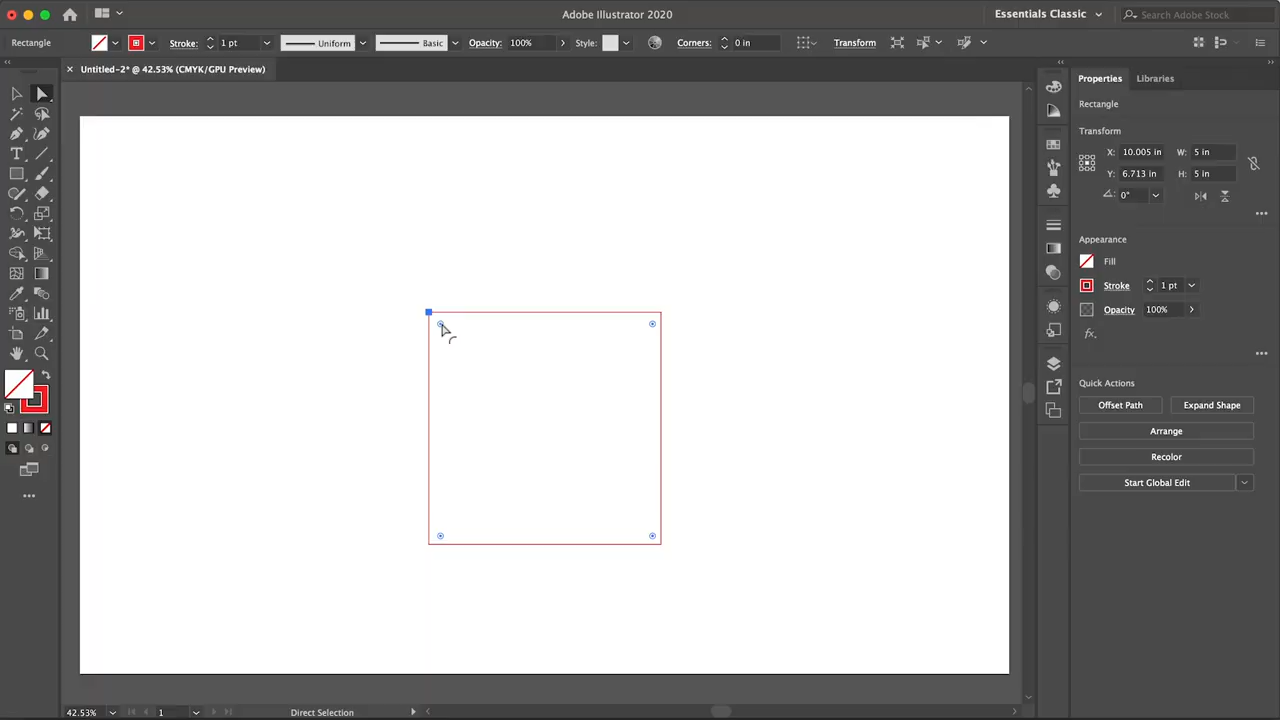 Adobe Illustrator 2020
Essentials Classic
Search Adobe Stock
Rectangle
Stroke:
1 pt
Uniform
Basic
Opacity:
100%
Style:
Corners:
0 in
Transform
Untitled-2* @ 42.53% (CMYK/GPU Preview)
Properties
Libraries
Rectangle
Transform
X: 10.005 in W: 5 in
Y: 6.713 in H: 5 in
0°
Appearance
Fill
Stroke 1 pt
Opacity 100%
fx.
Quick Actions
Offset Path
Expand Shape
Arrange
Recolor
Start Global Edit
42.53%
1
Direct Selection